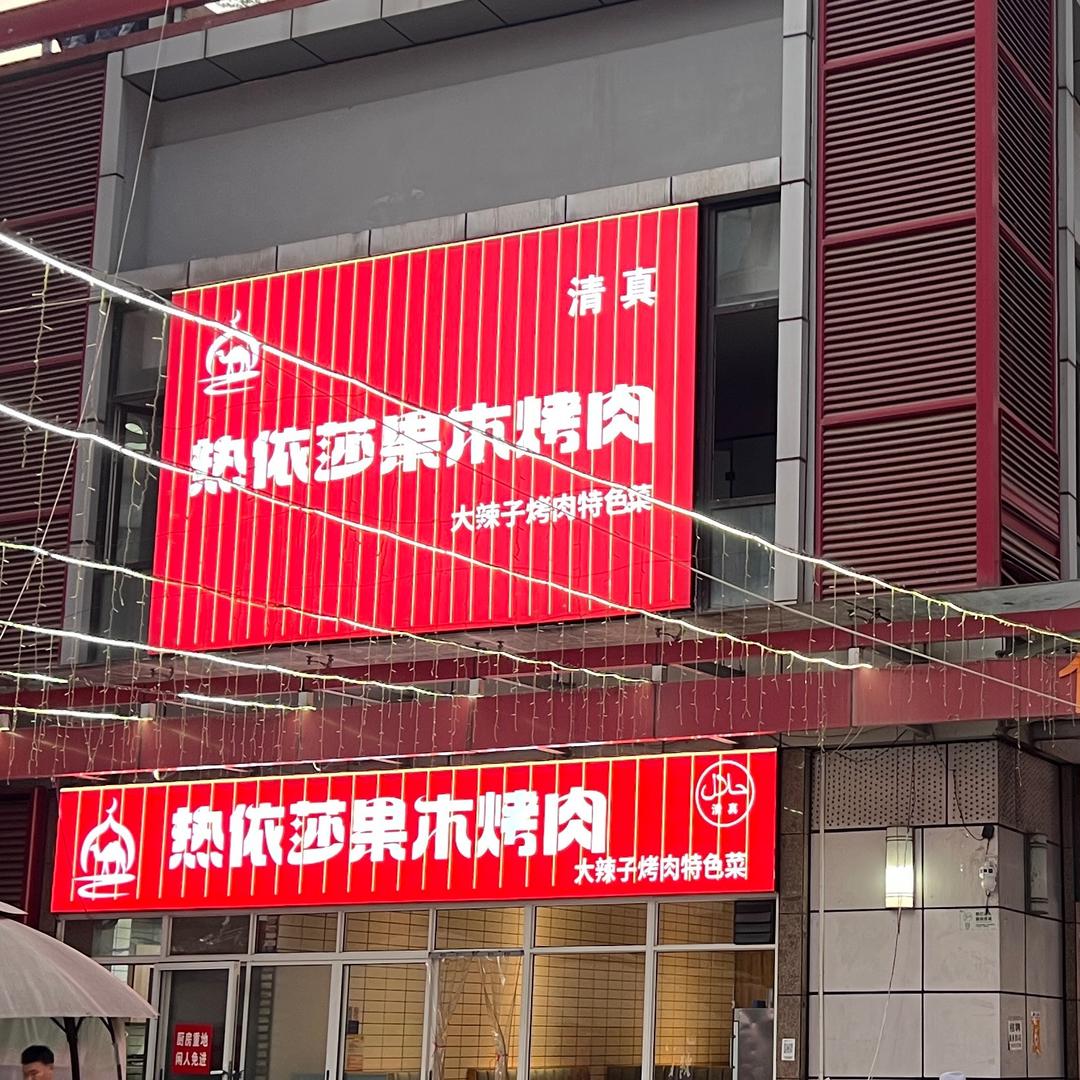 清真
热依莎果木烤肉
大辣子烤肉特色菜
热依莎果木烤肉
حلال
清真
大辣子烤肉特色菜
厨房重地
闲人免进